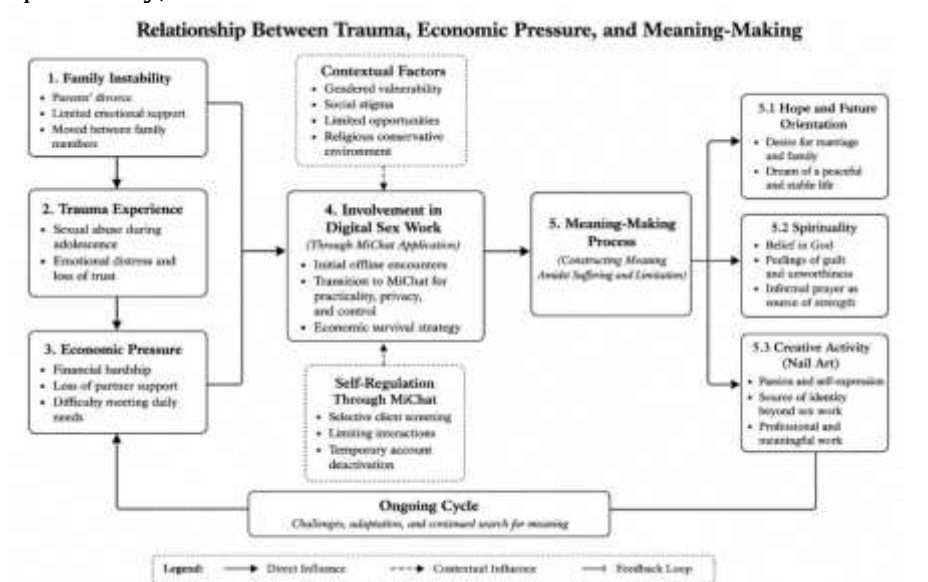 Relationship Between Trauma, Economic Pressure, and Meaning-Making
1. Family Instability
• Parents' divorce
• Limited emotional support
• Moved between family
members
2. Trauma Experience
• Sexual abuse during
adolescence
• Emotional distress and
loss of trust
3. Economic Pressure
• Financial hardship
• Loss of partner support
• Difficulty meeting daily
needs
Contextual Factors
• Gendered vulnerability
• Social stigma
• Limited opportunities
• Religious conservative
environment
4. Involvement in
Digital Sex Work
(Through MiChat Application)
• Initial offline encounters
• Transition to MiChat for
practicality, privacy,
and control
• Economic survival strategy
Self-Regulation
Through MiChat
• Selective client screening
• Limiting interactions
• Temporary account
deactivation
5. Meaning-Making
Process
(Constructing Meaning
Amidst Suffering and Limitation)
5.1 Hope and Future
Orientation
• Desire for marriage
and family
• Dream of a peaceful
and stable life
5.2 Spirituality
• Belief in God
• Feelings of guilt
and unworthiness
• Informal prayer as
source of strength
5.3 Creative Activity
(Nail Art)
• Passion and self-expression
• Source of identity
beyond sex work
• Professional and
meaningful work
Ongoing Cycle
Challenges, adaptation, and continued search for meaning
Legend: Direct Influence Contextual Influence Feedback Loop